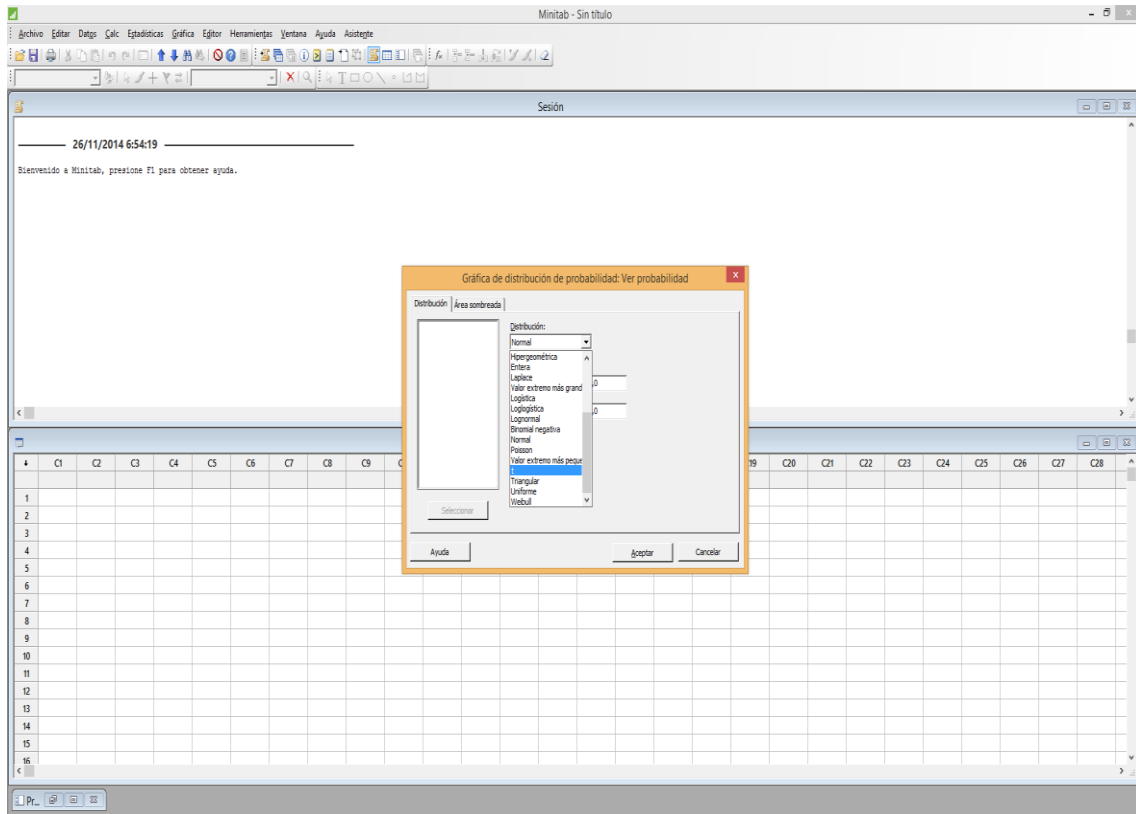 Minitab - Sin título
Archivo Editar Datos Calc Estadísticas Gráfica Editor Herramientas Ventana Ayuda Asistente
Sesión
26/11/2014 6:54:19
Bienvenido a Minitab, presione F1 para obtener ayuda.
Gráfica de distribución de probabilidad: Ver probabilidad
Distribución Área sombreada
Distribución:
Normal
Hipergeométrica
Entera
Laplace
Valor extremo más grand
,0
Logística
Loglogística
,0
Lognormal
Binomial negativa
Normal
Poisson
Valor extremo más peque
t
Triangular
Uniforme
Weibull
Seleccionar
Ayuda Aceptar Cancelar
C1 C2 C3 C4 C5 C6 C7 C8 C9 C 19 C20 C21 C22 C23 C24 C25 C26 C27 C28
1
2
3
4
5
6
7
8
9
10
11
12
13
14
15
16
Pr...